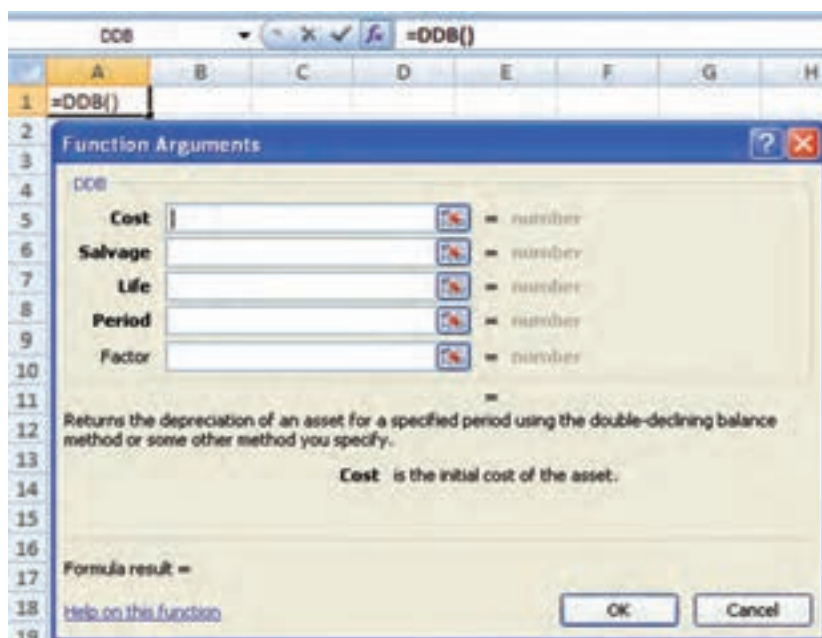 DDB =DDB()
A B C D E F G H
1 =DDB()
2
Function Arguments
3
4 DDB
5 Cost = number
6 Salvage = number
7 Life = number
8 Period = number
9
10 Factor = number
11 =
12 Returns the depreciation of an asset for a specified period using the double-declining balance
method or some other method you specify.
13
14 Cost is the initial cost of the asset.
15
16
17 Formula result =
18 Help on this function OK Cancel
19